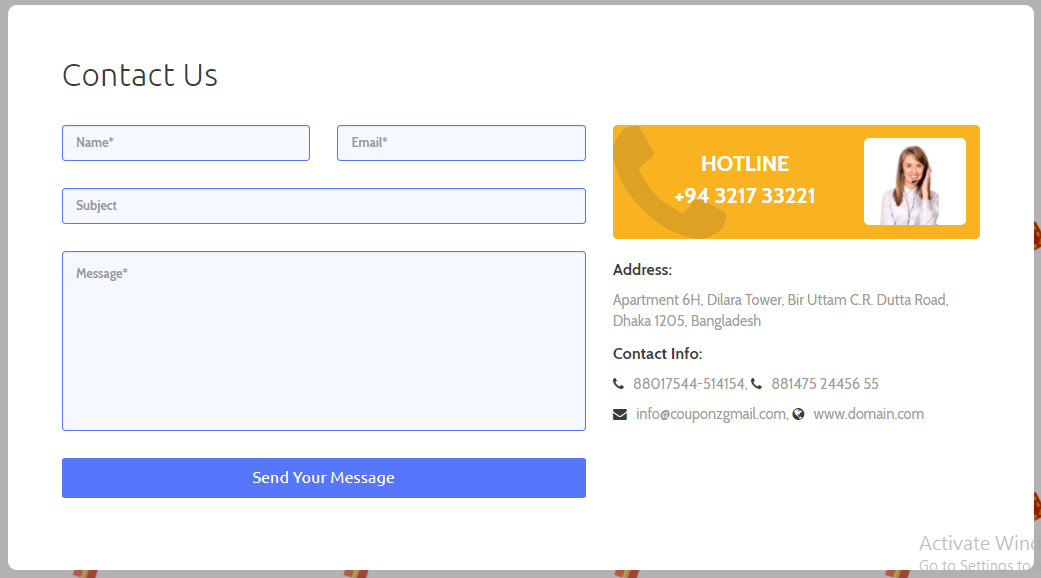 Contact Us
Name*
Email*
Subject
Message*
Send Your Message
HOTLINE
+94 3217 33221
Address:
Apartment 6H, Dilara Tower, Bir Uttam C.R. Dutta Road,
Dhaka 1205, Bangladesh
Contact Info:
88017544-514154, 881475 24456 55
info@couponzgmail.com, www.domain.com
Activate Wind
Go to Settings to